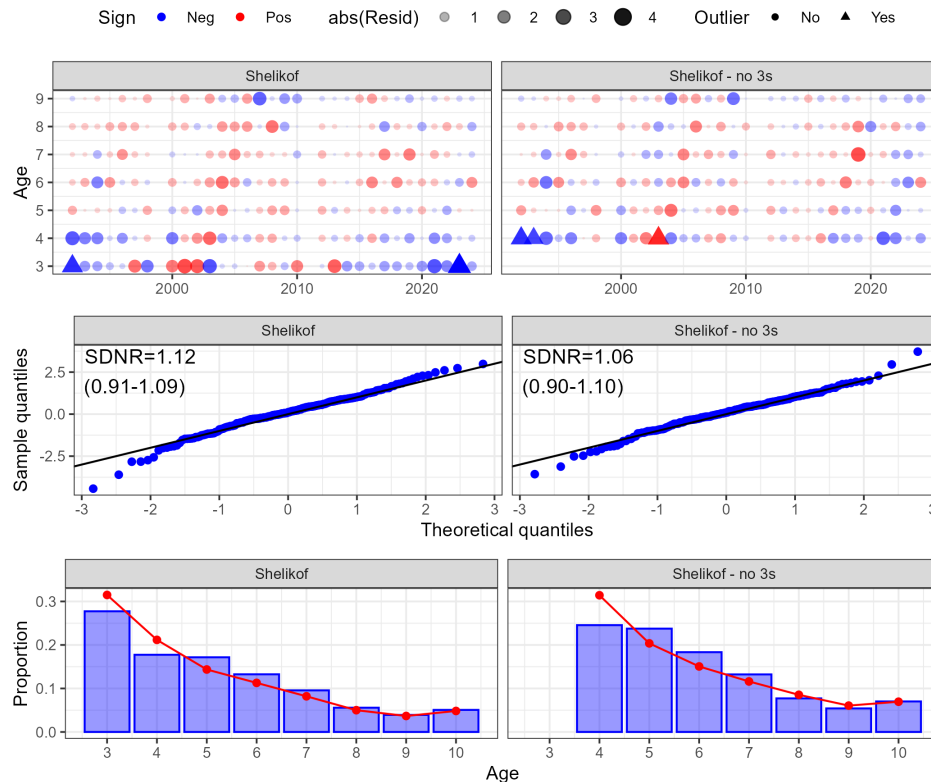 Sign Neg Pos abs(Resid) 1 2 3 4 Outlier No Yes
Shelikof Shelikof - no 3s
Age
9
8
7
6
5
4
3
2000 2010 2020 2000 2010 2020
Shelikof Shelikof - no 3s
Sample quantiles
SDNR=1.12 SDNR=1.06
(0.91-1.09) (0.90-1.10)
2.5
0.0
-2.5
-3 -2 -1 0 1 2 3 -3 -2 -1 0 1 2 3
Theoretical quantiles
Shelikof Shelikof - no 3s
Proportion
0.3
0.2
0.1
0.0
3 4 5 6 7 8 9 10 3 4 5 6 7 8 9 10
Age